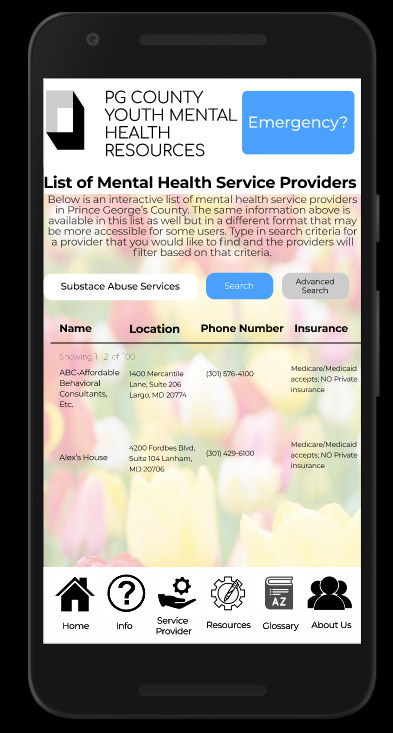 PG COUNTY
YOUTH MENTAL
HEALTH
RESOURCES
Emergency?
List of Mental Health Service Providers
Below is an interactive list of mental health service providers
in Prince George's County. The same information above is
available in this list as well but in a different format that may
be more accessible for some users. Type in search criteria for
a provider that you would like to find and the providers will
filter based on that criteria.
Substace Abuse Services
Search
Advanced
Search
Name Location Phone Number Insurance
Showing 1 2 of 100
ABC-Affordable
Behavioral
Consultants,
Etc.
1400 Mercantile
Lane, Suite 206
Largo, MD 20774
(301) 576-4100
Medicare/Medicaid
accepts; NO Private
insurance
Alex's House
4200 Fordbes Blvd,
Suite 104 Lanham,
MD 20706
(301) 429-6100
Medicare/Medicaid
accepts; NO Private
insurance
AZ
Home
Info
Service
Provider
Resources
Glossary
About Us